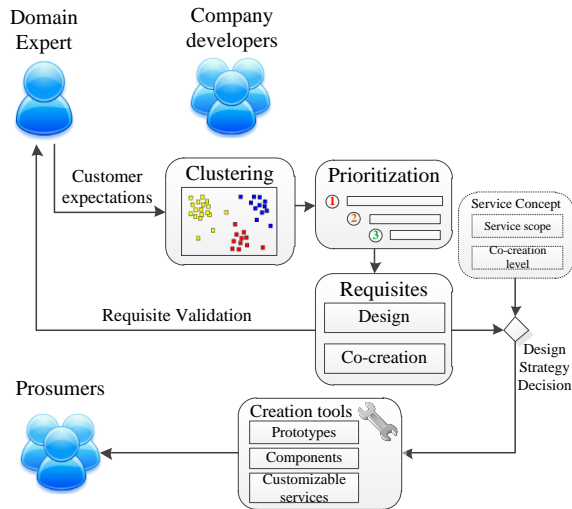 Domain
Expert
Company
developers
Customer
expectations
Clustering
Prioritization
1
2
3
Service Concept
Service scope
Co-creation
level
Requisite Validation
Requisites
Design
Co-creation
Design
Strategy
Decision
Prosumers
Creation tools
Prototypes
Components
Customizable
services